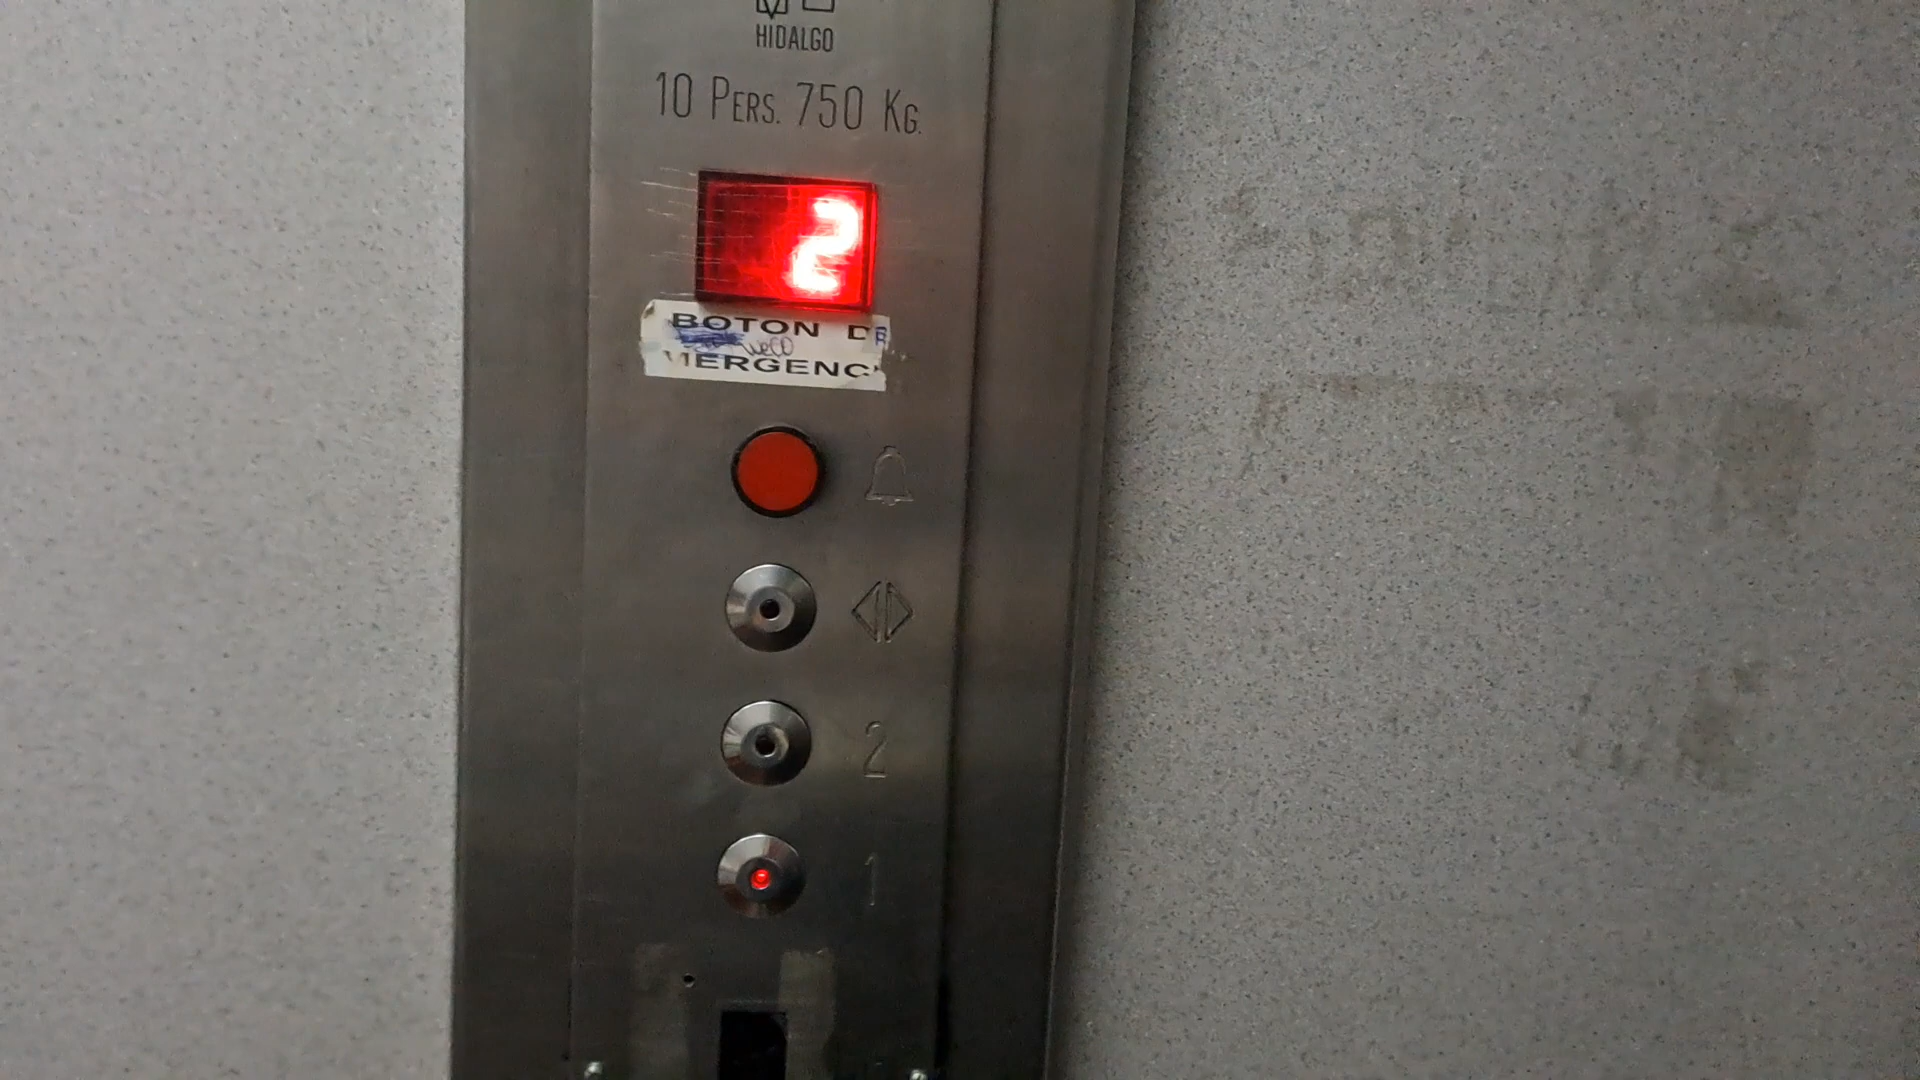 HIDALGO
10 PERS. 750 KG.
2
BOTON DE
MERGENC
2
1